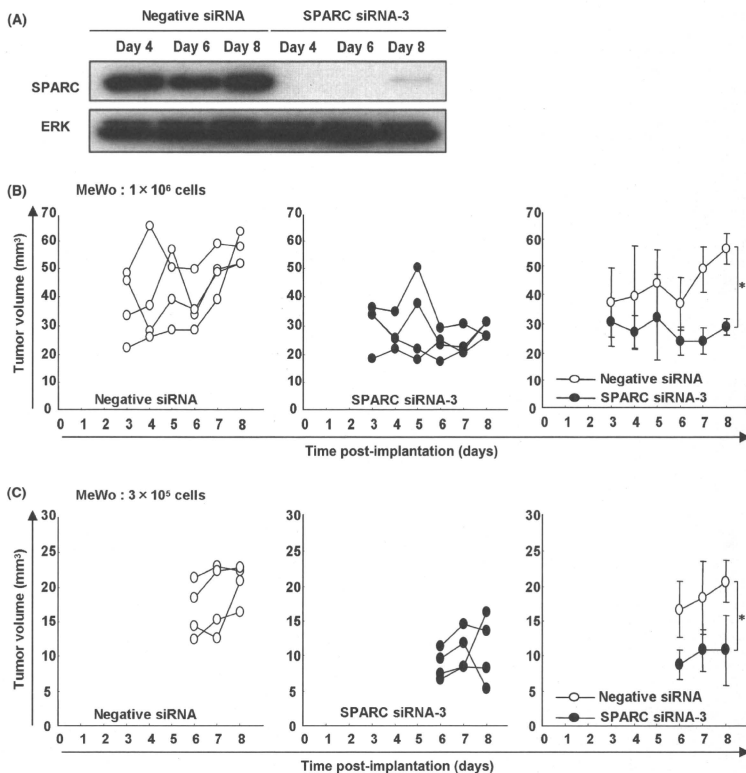 (A)
Negative siRNA SPARC siRNA-3
Day 4 Day 6 Day 8 Day 4 Day 6 Day 8
SPARC
ERK
(B)
MeWo : 1 × 10⁶ cells
Tumor volume (mm³)
70 70 70
60 60 60
50 50 50
40 40 40
30 30 30
20 20 20
10 10 10
0 0 0
*
Negative siRNA SPARC siRNA-3 Negative siRNA
SPARC siRNA-3
0 1 2 3 4 5 6 7 8 0 1 2 3 4 5 6 7 8 0 1 2 3 4 5 6 7 8
Time post-implantation (days)
(C)
MeWo : 3 × 10⁵ cells
Tumor volume (mm³)
30 30 30
25 25 25
20 20 20
15 15 15
10 10 10
5 5 5
0 0 0
*
Negative siRNA SPARC siRNA-3 Negative siRNA
SPARC siRNA-3
0 1 2 3 4 5 6 7 8 0 1 2 3 4 5 6 7 8 0 1 2 3 4 5 6 7 8
Time post-implantation (days)